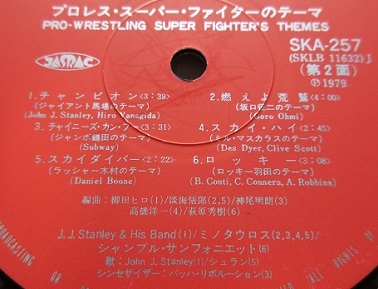 プロレス・スーパー・ファイターのテーマ
PRO-WRESTLING SUPER FIGHTER'S THEMES
JASRAC
SKA-257
(SKLB 11632)
(第2面)
Ⓟ1979
1.チャンピオン<3:39>
(ジャイアント馬場のテーマ)
(John J. Stanley, Hiro Yanagida)
2.燃えよ荒鷲<4:00>
(坂口征二のテーマ)
(Goro Ohmi)
3.チャイニーズ・カンフー<3:31>
(ジャンボ鶴田のテーマ)
(Subway)
4.スカイ・ハイ<2:45>
(ミル・マスカラスのテーマ)
(Des Dyer, Clive Scott)
5.スカイダイバー<2:22>
(ラッシャー木村のテーマ)
(Daniel Boone)
6.ロッキー<3:08>
(ロッキー羽田のテーマ)
(B. Conti, C. Conners, A. Robbins)
編曲:柳田ヒロ(1)/淡海悟郎(2,5)/神尾明朗(3)
高橋洋一(4)/萩原秀樹(6)
J. J. Stanley & His Band(1)/ミノタウロス(2,3,4,5)/
シャンブル・サンフォニエット(6)
歌:John J. Stanley(1)/シュラン(5)
シンセサイザー:バッハ・リボルーション(3)